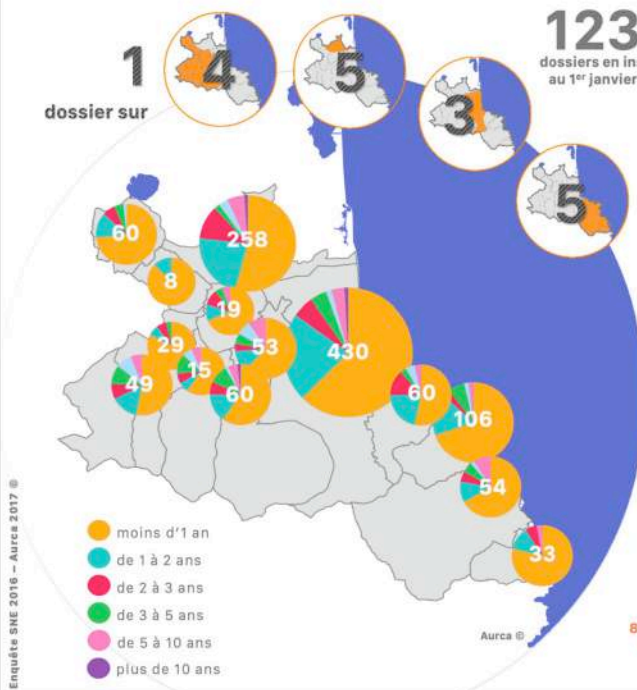 1
dossier sur
4
5
3
5
123
dossiers en in
au 1er janvier
60
258
8
19
29
53
430
49
15
60
60
106
54
33
moins d'1 an
de 1 à 2 ans
de 2 à 3 ans
de 3 à 5 ans
de 5 à 10 ans
plus de 10 ans
Aurca ©
8
Enquête SNE 2016 – Aurca 2017 ©